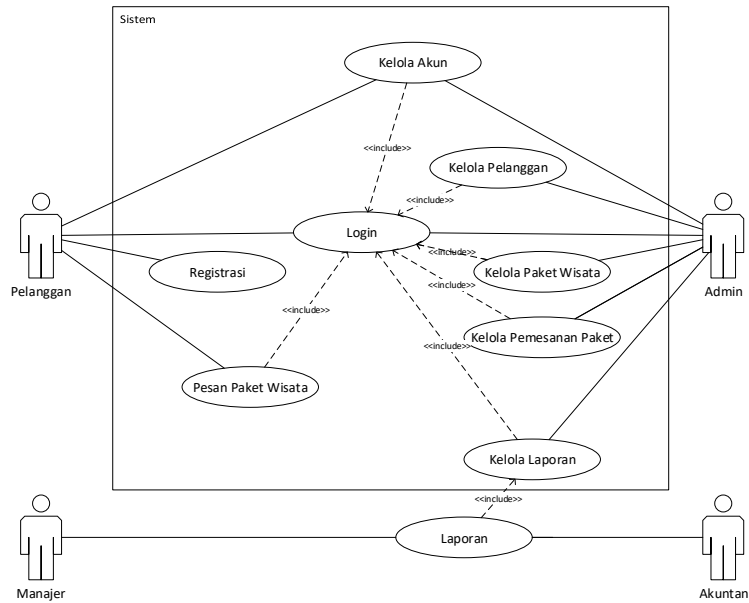 Sistem
Kelola Akun
<<include>>
Kelola Pelanggan
<<include>>
Login
<<include>>
Pelanggan
Registrasi
Kelola Paket Wisata
Admin
<<include>>
<<include>>
Kelola Pemesanan Paket
<<include>>
Pesan Paket Wisata
Kelola Laporan
<<include>>
Laporan
Manajer
Akuntan